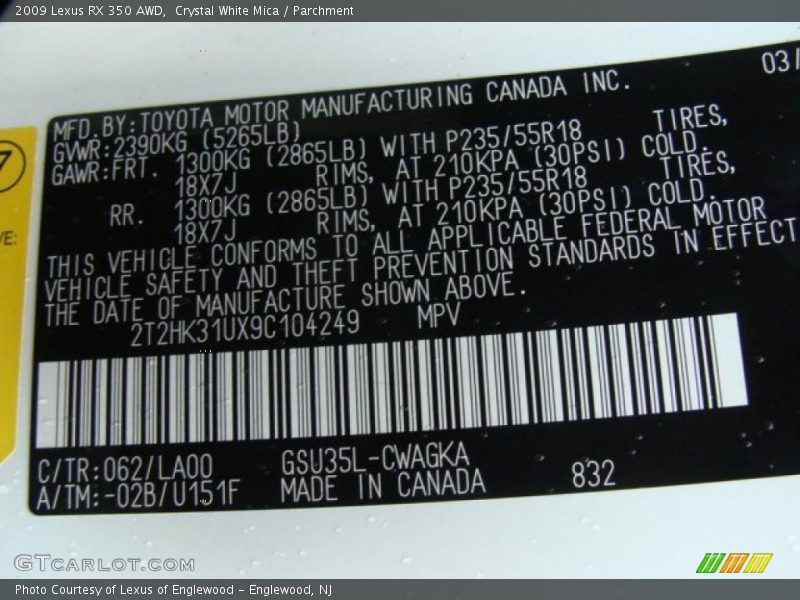 2009 Lexus RX 350 AWD, Crystal White Mica / Parchment
03/
MFD.BY:TOYOTA MOTOR MANUFACTURING CANADA INC.
GVWR:2390KG (5265LB)
GAWR:FRT. 1300KG (2865LB) WITH P235/55R18 TIRES,
18X7J RIMS, AT 210KPA (30PSI) COLD.
RR. 1300KG (2865LB) WITH P235/55R18 TIRES,
18X7J RIMS, AT 210KPA (30PSI) COLD.
THIS VEHICLE CONFORMS TO ALL APPLICABLE FEDERAL MOTOR
VEHICLE SAFETY AND THEFT PREVENTION STANDARDS IN EFFECT
THE DATE OF MANUFACTURE SHOWN ABOVE.
2T2HK31UX9C104249 MPV
C/TR:062/LA00 GSU35L-CWAGKA
A/TM:-02B/U151F MADE IN CANADA 832
7
VE:
GTCARLOT.COM
Photo Courtesy of Lexus of Englewood - Englewood, NJ